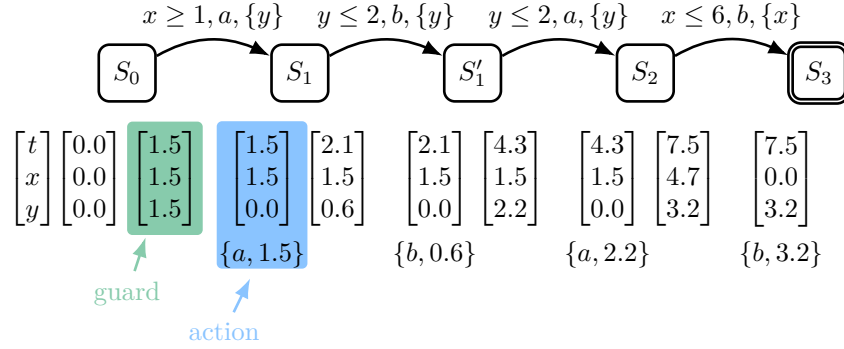 x ≥ 1, a, {y} y ≤ 2, b, {y} y ≤ 2, a, {y} x ≤ 6, b, {x}
S₀ S₁ S₁′ S₂ S₃
[t] [0.0] [1.5] [1.5] [2.1] [2.1] [4.3] [4.3] [7.5] [7.5]
[x] [0.0] [1.5] [1.5] [1.5] [1.5] [1.5] [1.5] [4.7] [0.0]
[y] [0.0] [1.5] [0.0] [0.6] [0.0] [2.2] [0.0] [3.2] [3.2]
{a, 1.5} {b, 0.6} {a, 2.2} {b, 3.2}
guard
action